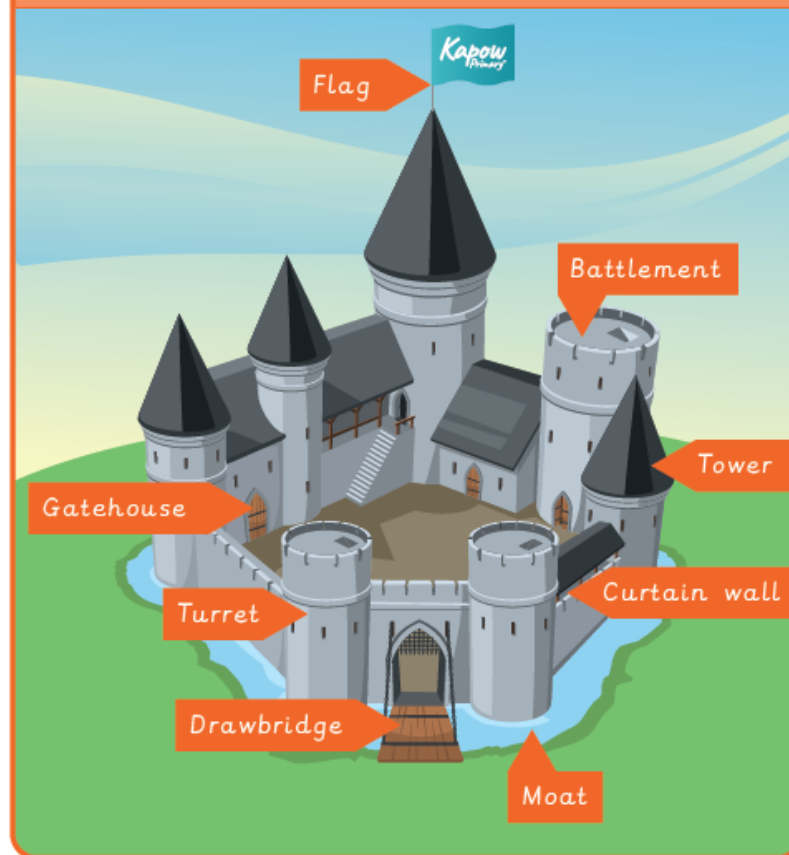 Kapow
Primary
Flag
Battlement
Tower
Gatehouse
Curtain wall
Turret
Drawbridge
Moat